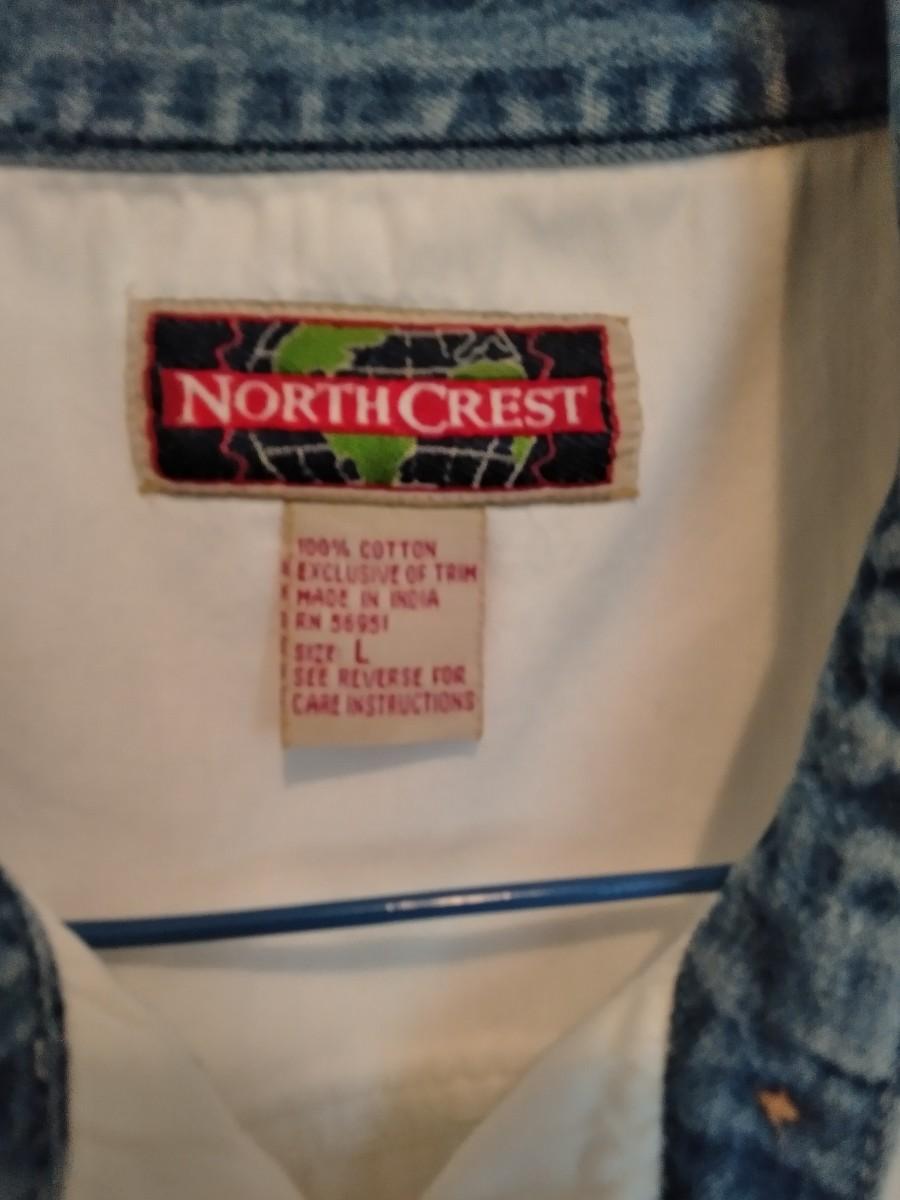 NORTHCREST
100% COTTON
EXCLUSIVE OF TRIM
MADE IN INDIA
RN 56951
SIZE: L
SEE REVERSE FOR
CARE INSTRUCTIONS